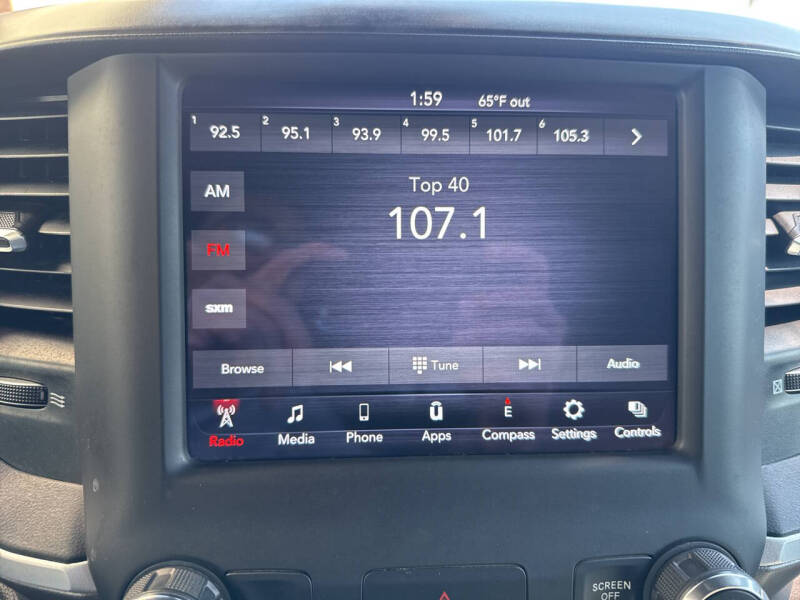 1:59 65°F out
1 92.5 2 95.1 3 93.9 4 99.5 5 101.7 6 105.3
AM
Top 40
107.1
FM
sxm
Browse Tune Audio
Radio Media Phone Apps E Compass Settings Controls
SCREEN
OFF